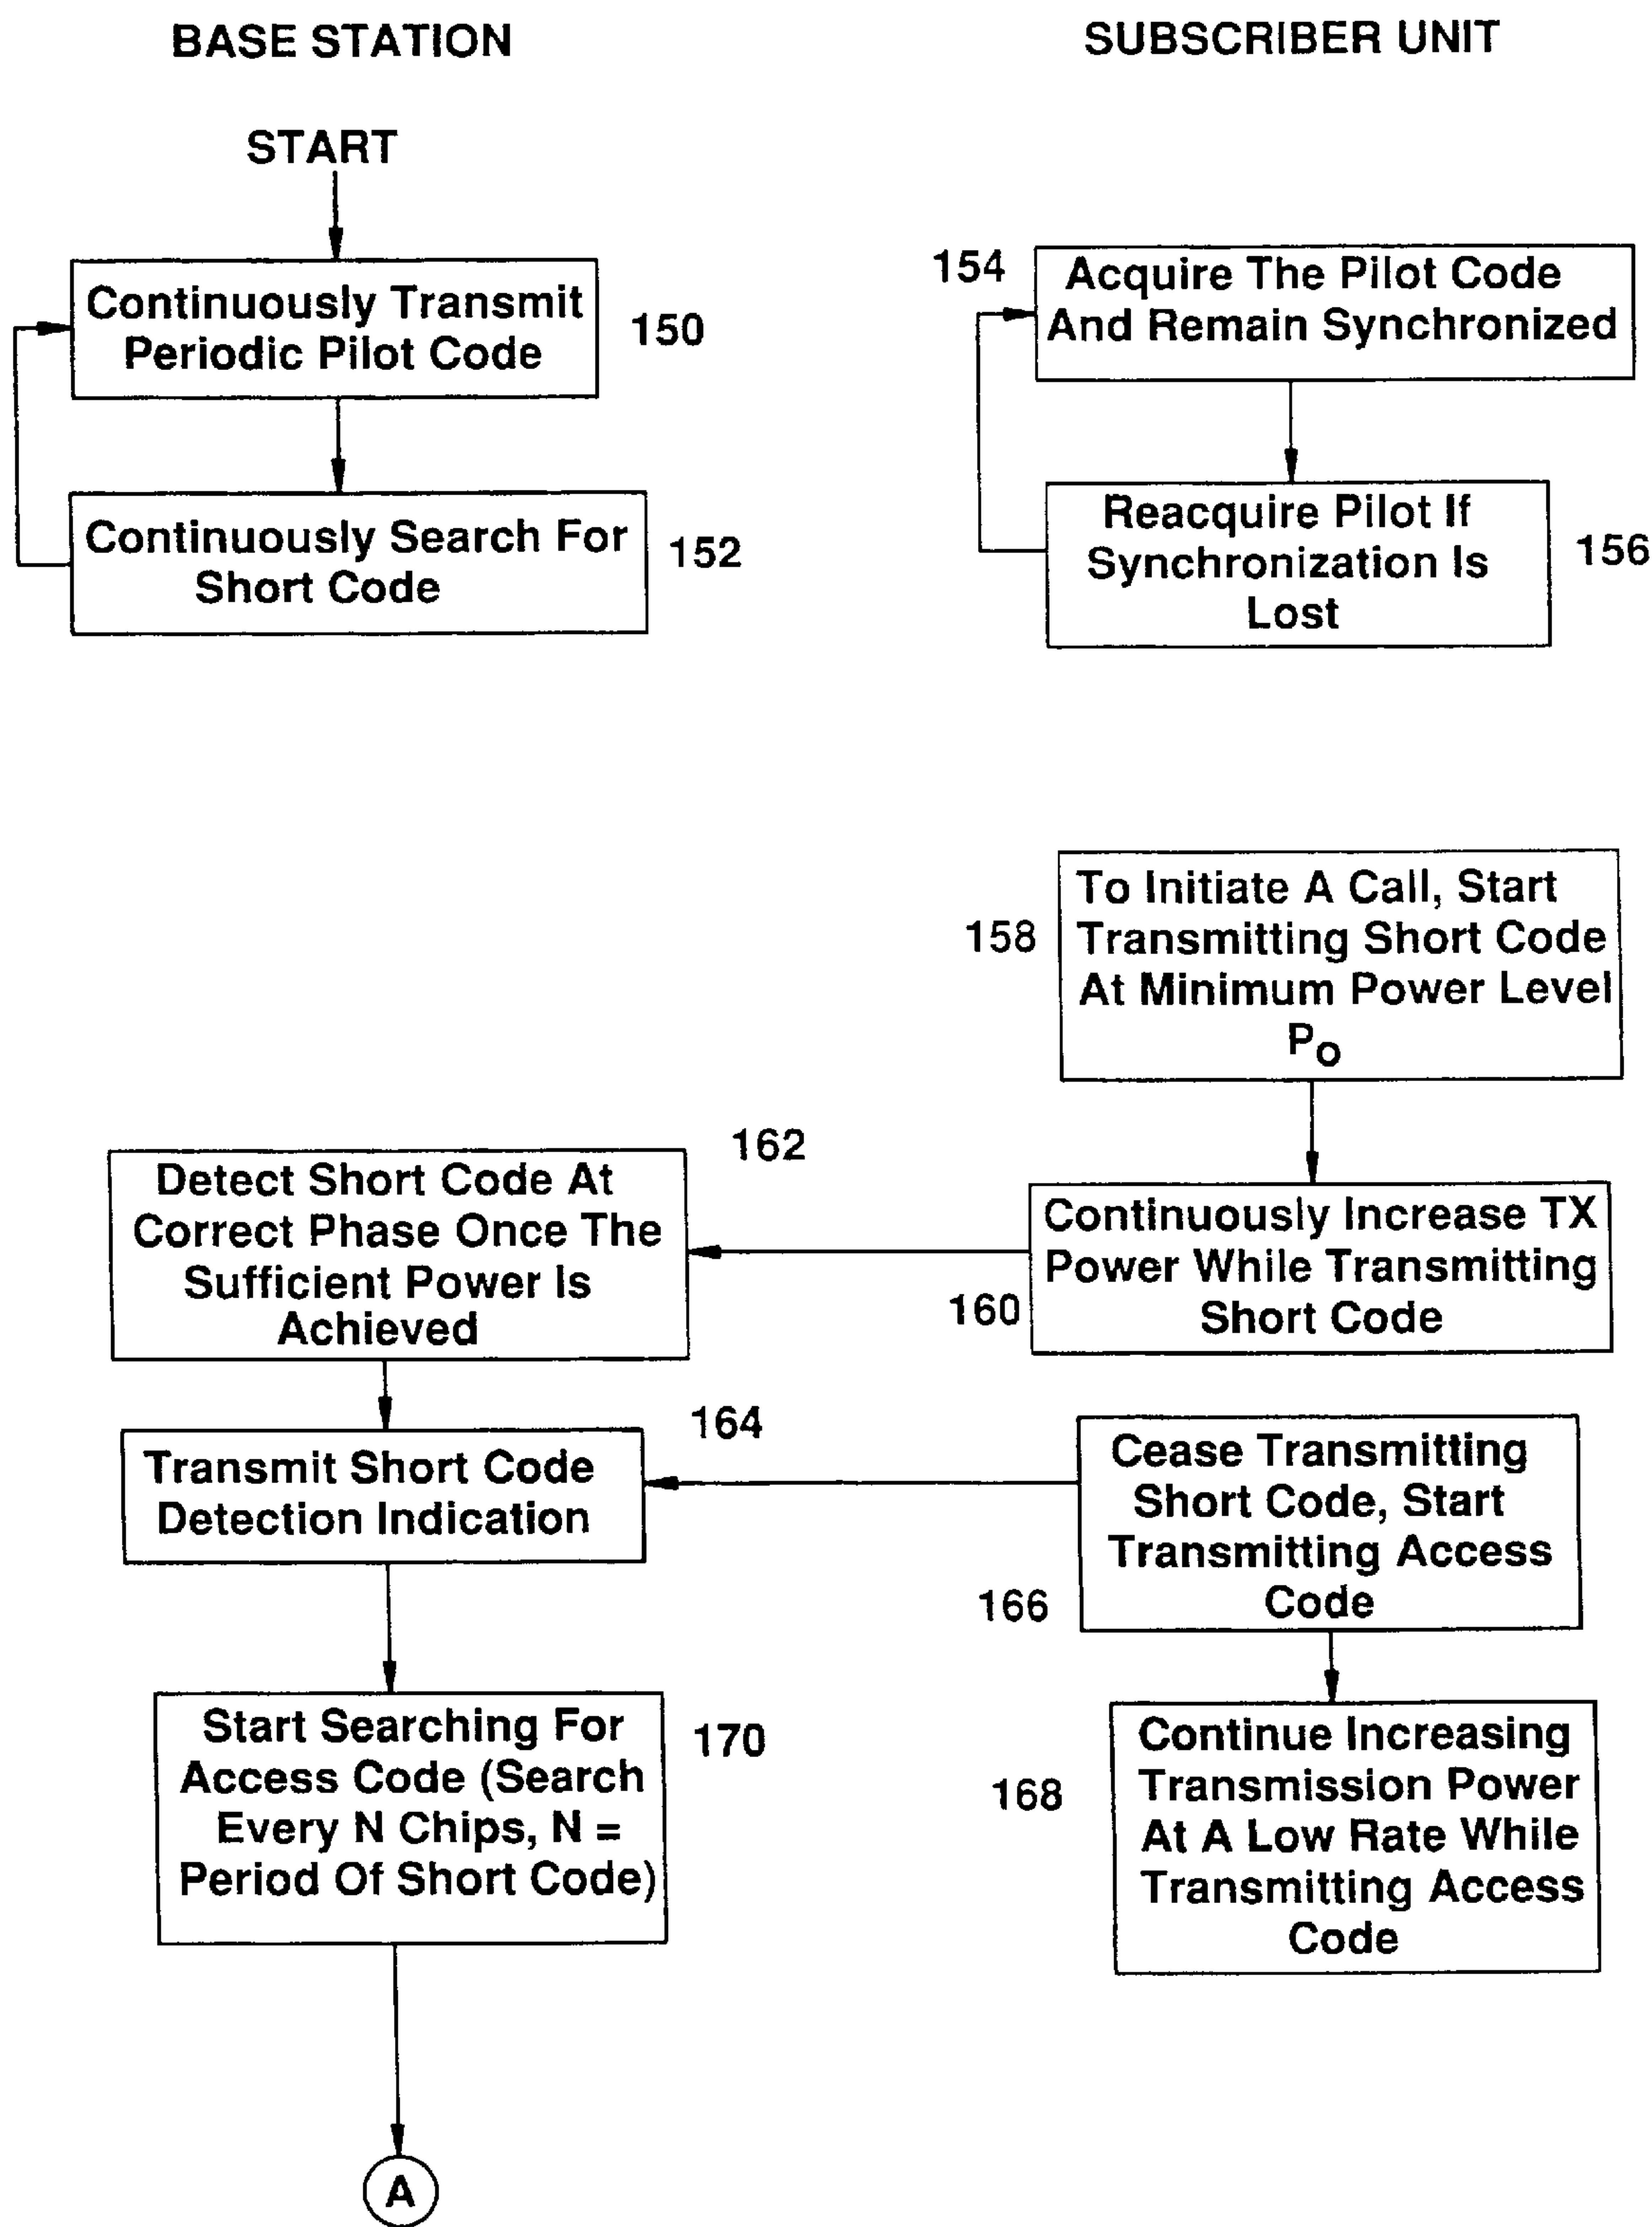 BASE STATION
SUBSCRIBER UNIT
START
Continuously Transmit
Periodic Pilot Code
150
154
Acquire The Pilot Code
And Remain Synchronized
Continuously Search For
Short Code
152
Reacquire Pilot If
Synchronization Is
Lost
156
To Initiate A Call, Start
Transmitting Short Code
At Minimum Power Level
PO
158
162
Detect Short Code At
Correct Phase Once The
Sufficient Power Is
Achieved
Continuously Increase TX
Power While Transmitting
Short Code
160
164
Transmit Short Code
Detection Indication
Cease Transmitting
Short Code, Start
Transmitting Access
Code
166
Start Searching For
Access Code (Search
Every N Chips, N =
Period Of Short Code)
170
168
Continue Increasing
Transmission Power
At A Low Rate While
Transmitting Access
Code
A